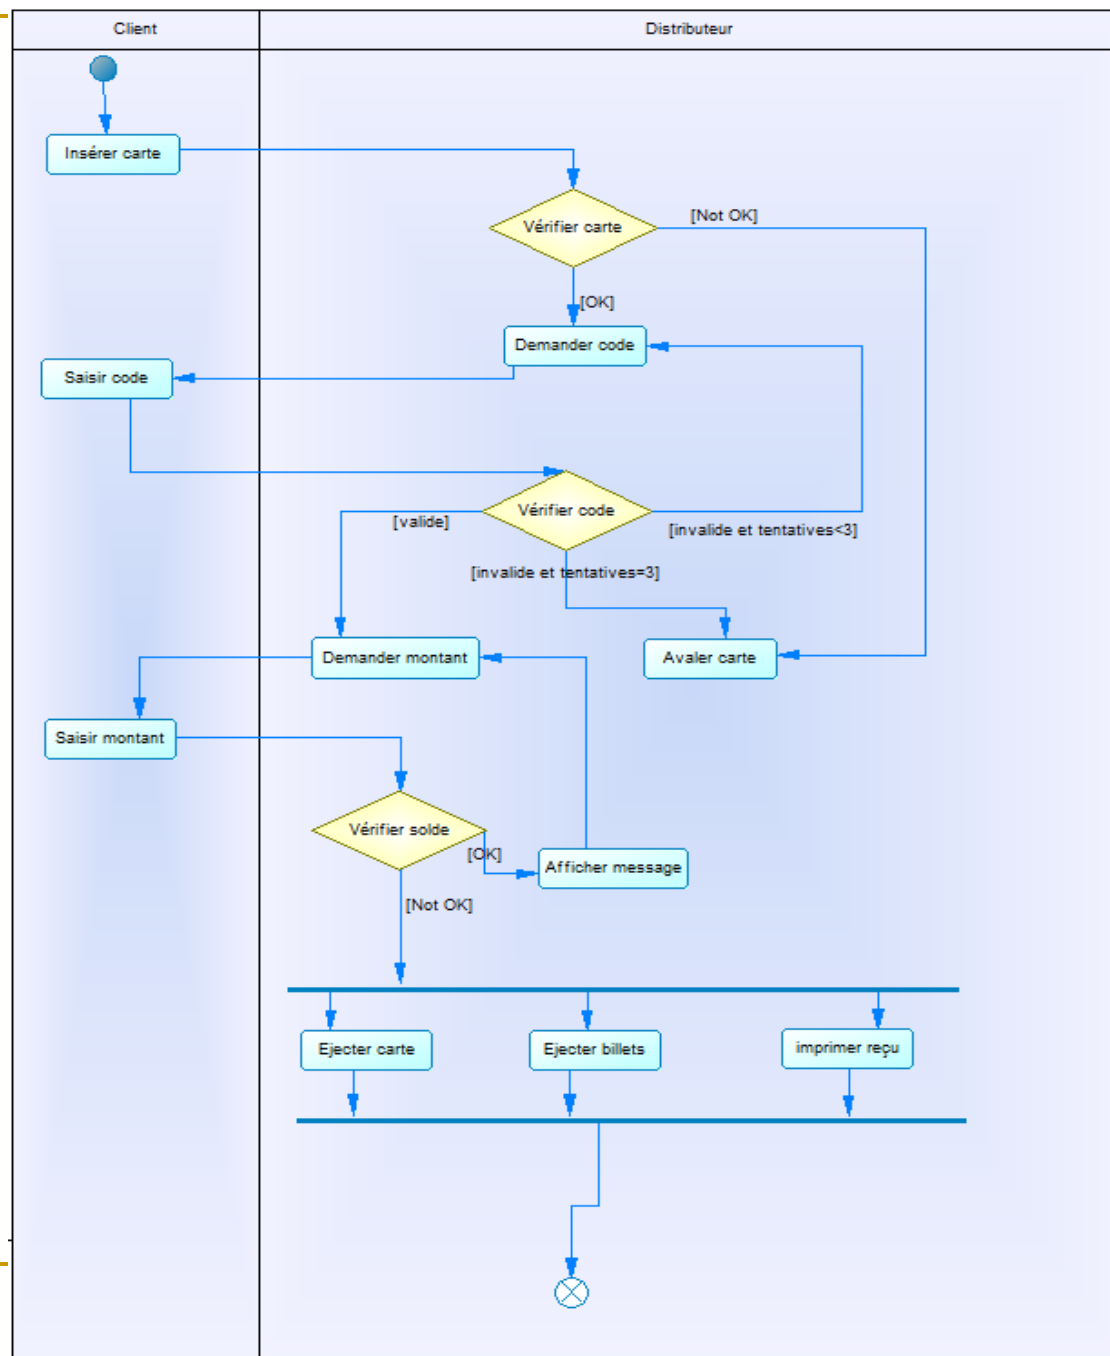 Client
Distributeur
Insérer carte
Vérifier carte
[Not OK]
[OK]
Demander code
Saisir code
Vérifier code
[valide]
[invalide et tentatives<3]
[invalide et tentatives=3]
Demander montant
Avaler carte
Saisir montant
Vérifier solde
[OK]
Afficher message
[Not OK]
Ejecter carte
Ejecter billets
imprimer reçu